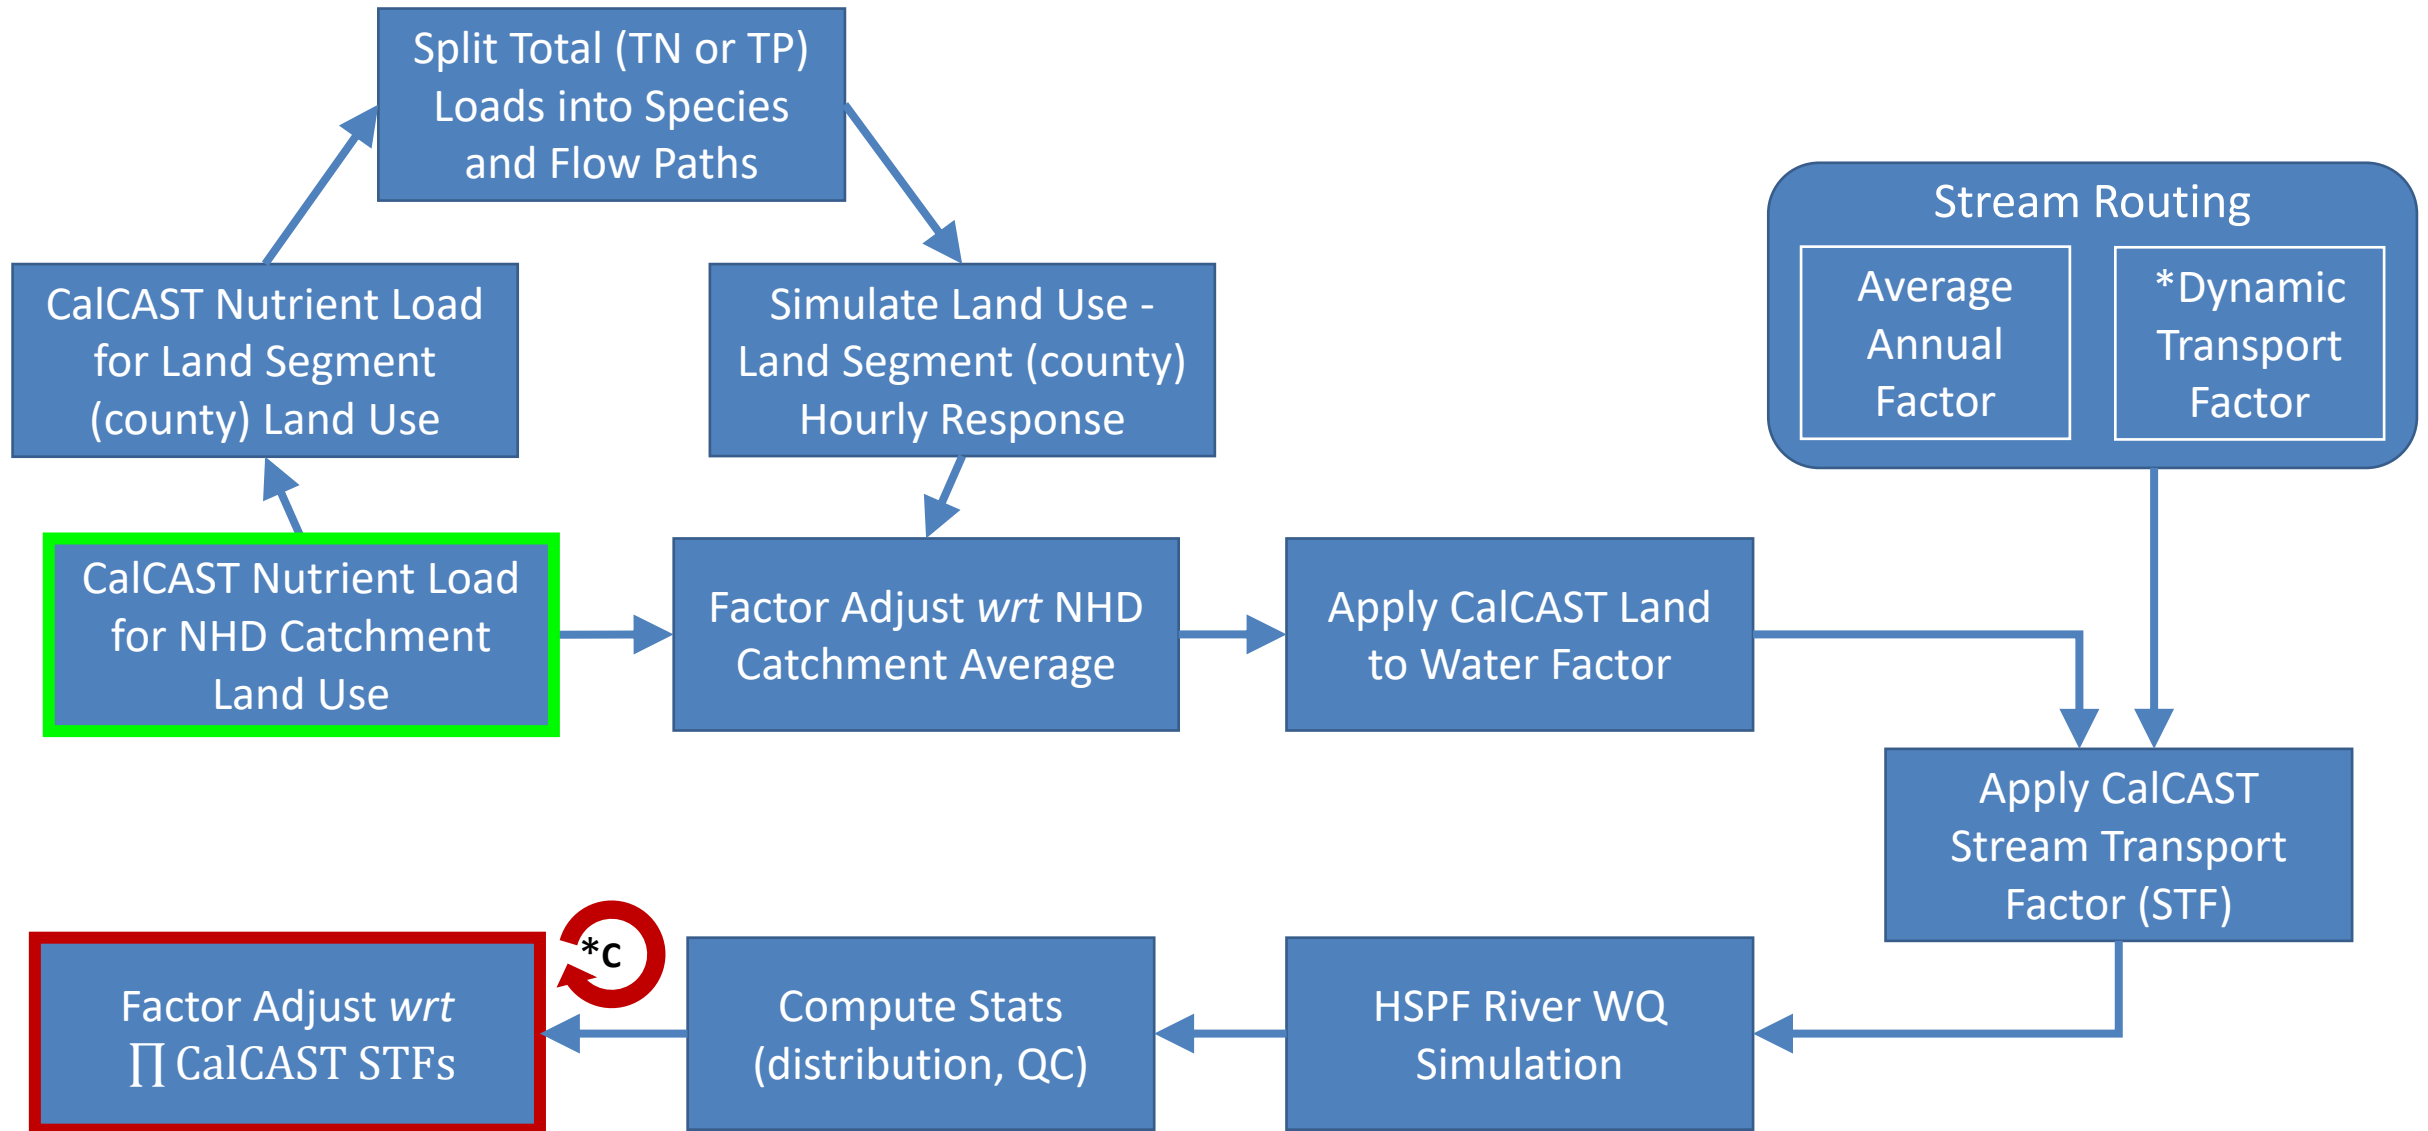 Split Total (TN or TP)
Loads into Species
and Flow Paths
Stream Routing
Average
Annual
Factor
*Dynamic
Transport
Factor
CalCAST Nutrient Load
for Land Segment
(county) Land Use
Simulate Land Use -
Land Segment (county)
Hourly Response
CalCAST Nutrient Load
for NHD Catchment
Land Use
Factor Adjust wrt NHD
Catchment Average
Apply CalCAST Land
to Water Factor
Apply CalCAST
Stream Transport
Factor (STF)
*C
Factor Adjust wrt
∏ CalCAST STFs
Compute Stats
(distribution, QC)
HSPF River WQ
Simulation